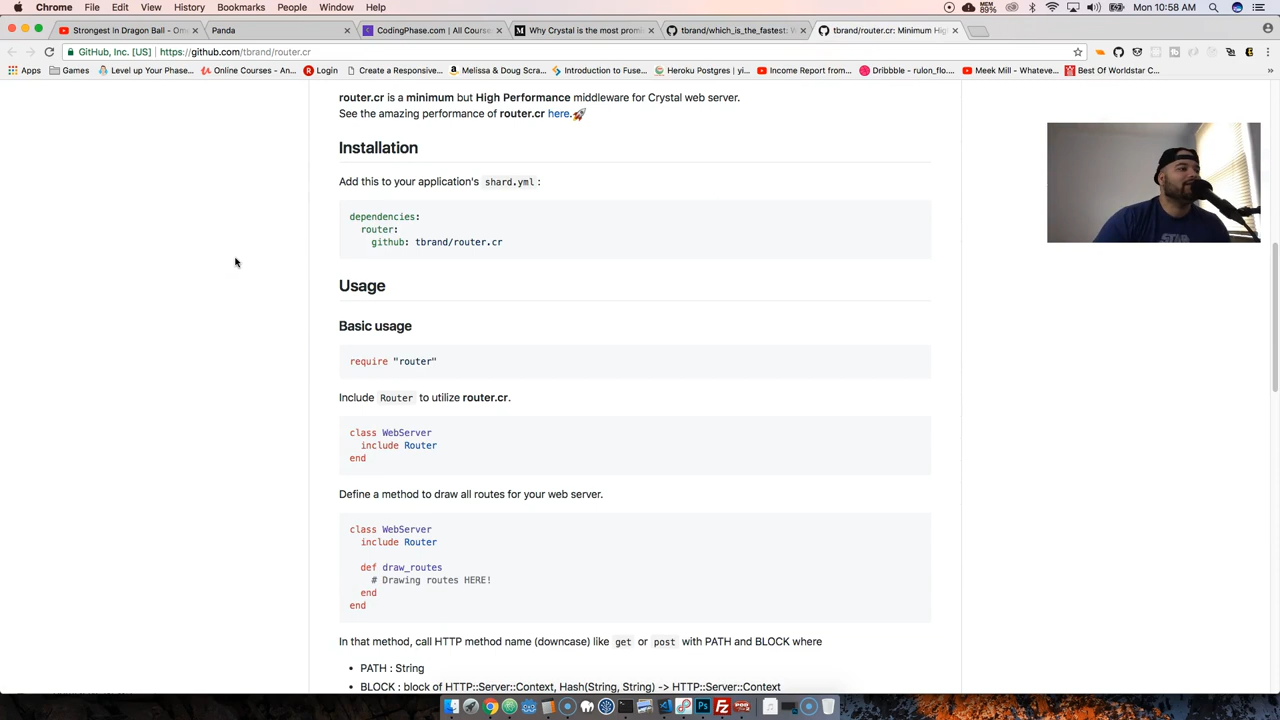 Chrome File Edit View History Bookmarks People Window Help
MEM 89% Mon 10:58 AM
Strongest In Dragon Ball - Om
Panda
CodingPhase.com | All Course
Why Crystal is the most promi
tbrand/which_is_the_fastest: W
tbrand/router.cr: Minimum Hig
GitHub, Inc. [US] | https://github.com/tbrand/router.cr
Apps Games Level up Your Phase... Online Courses - An... Login Create a Responsive... Melissa & Doug Scra... Introduction to Fuse... Heroku Postgres | yi... Income Report from... Dribbble - rulon_flo... Meek Mill - Whateve... Best Of Worldstar C... »
router.cr is a minimum but High Performance middleware for Crystal web server.
See the amazing performance of router.cr here.🚀
Installation
Add this to your application's shard.yml :
dependencies:
router:
github: tbrand/router.cr
Usage
Basic usage
require "router"
Include Router to utilize router.cr.
class WebServer
include Router
end
Define a method to draw all routes for your web server.
class WebServer
include Router
def draw_routes
# Drawing routes HERE!
end
end
In that method, call HTTP method name (downcase) like get or post with PATH and BLOCK where
• PATH : String
• BLOCK : block of HTTP::Server::Context, Hash(String, String) -> HTTP::Server::Context